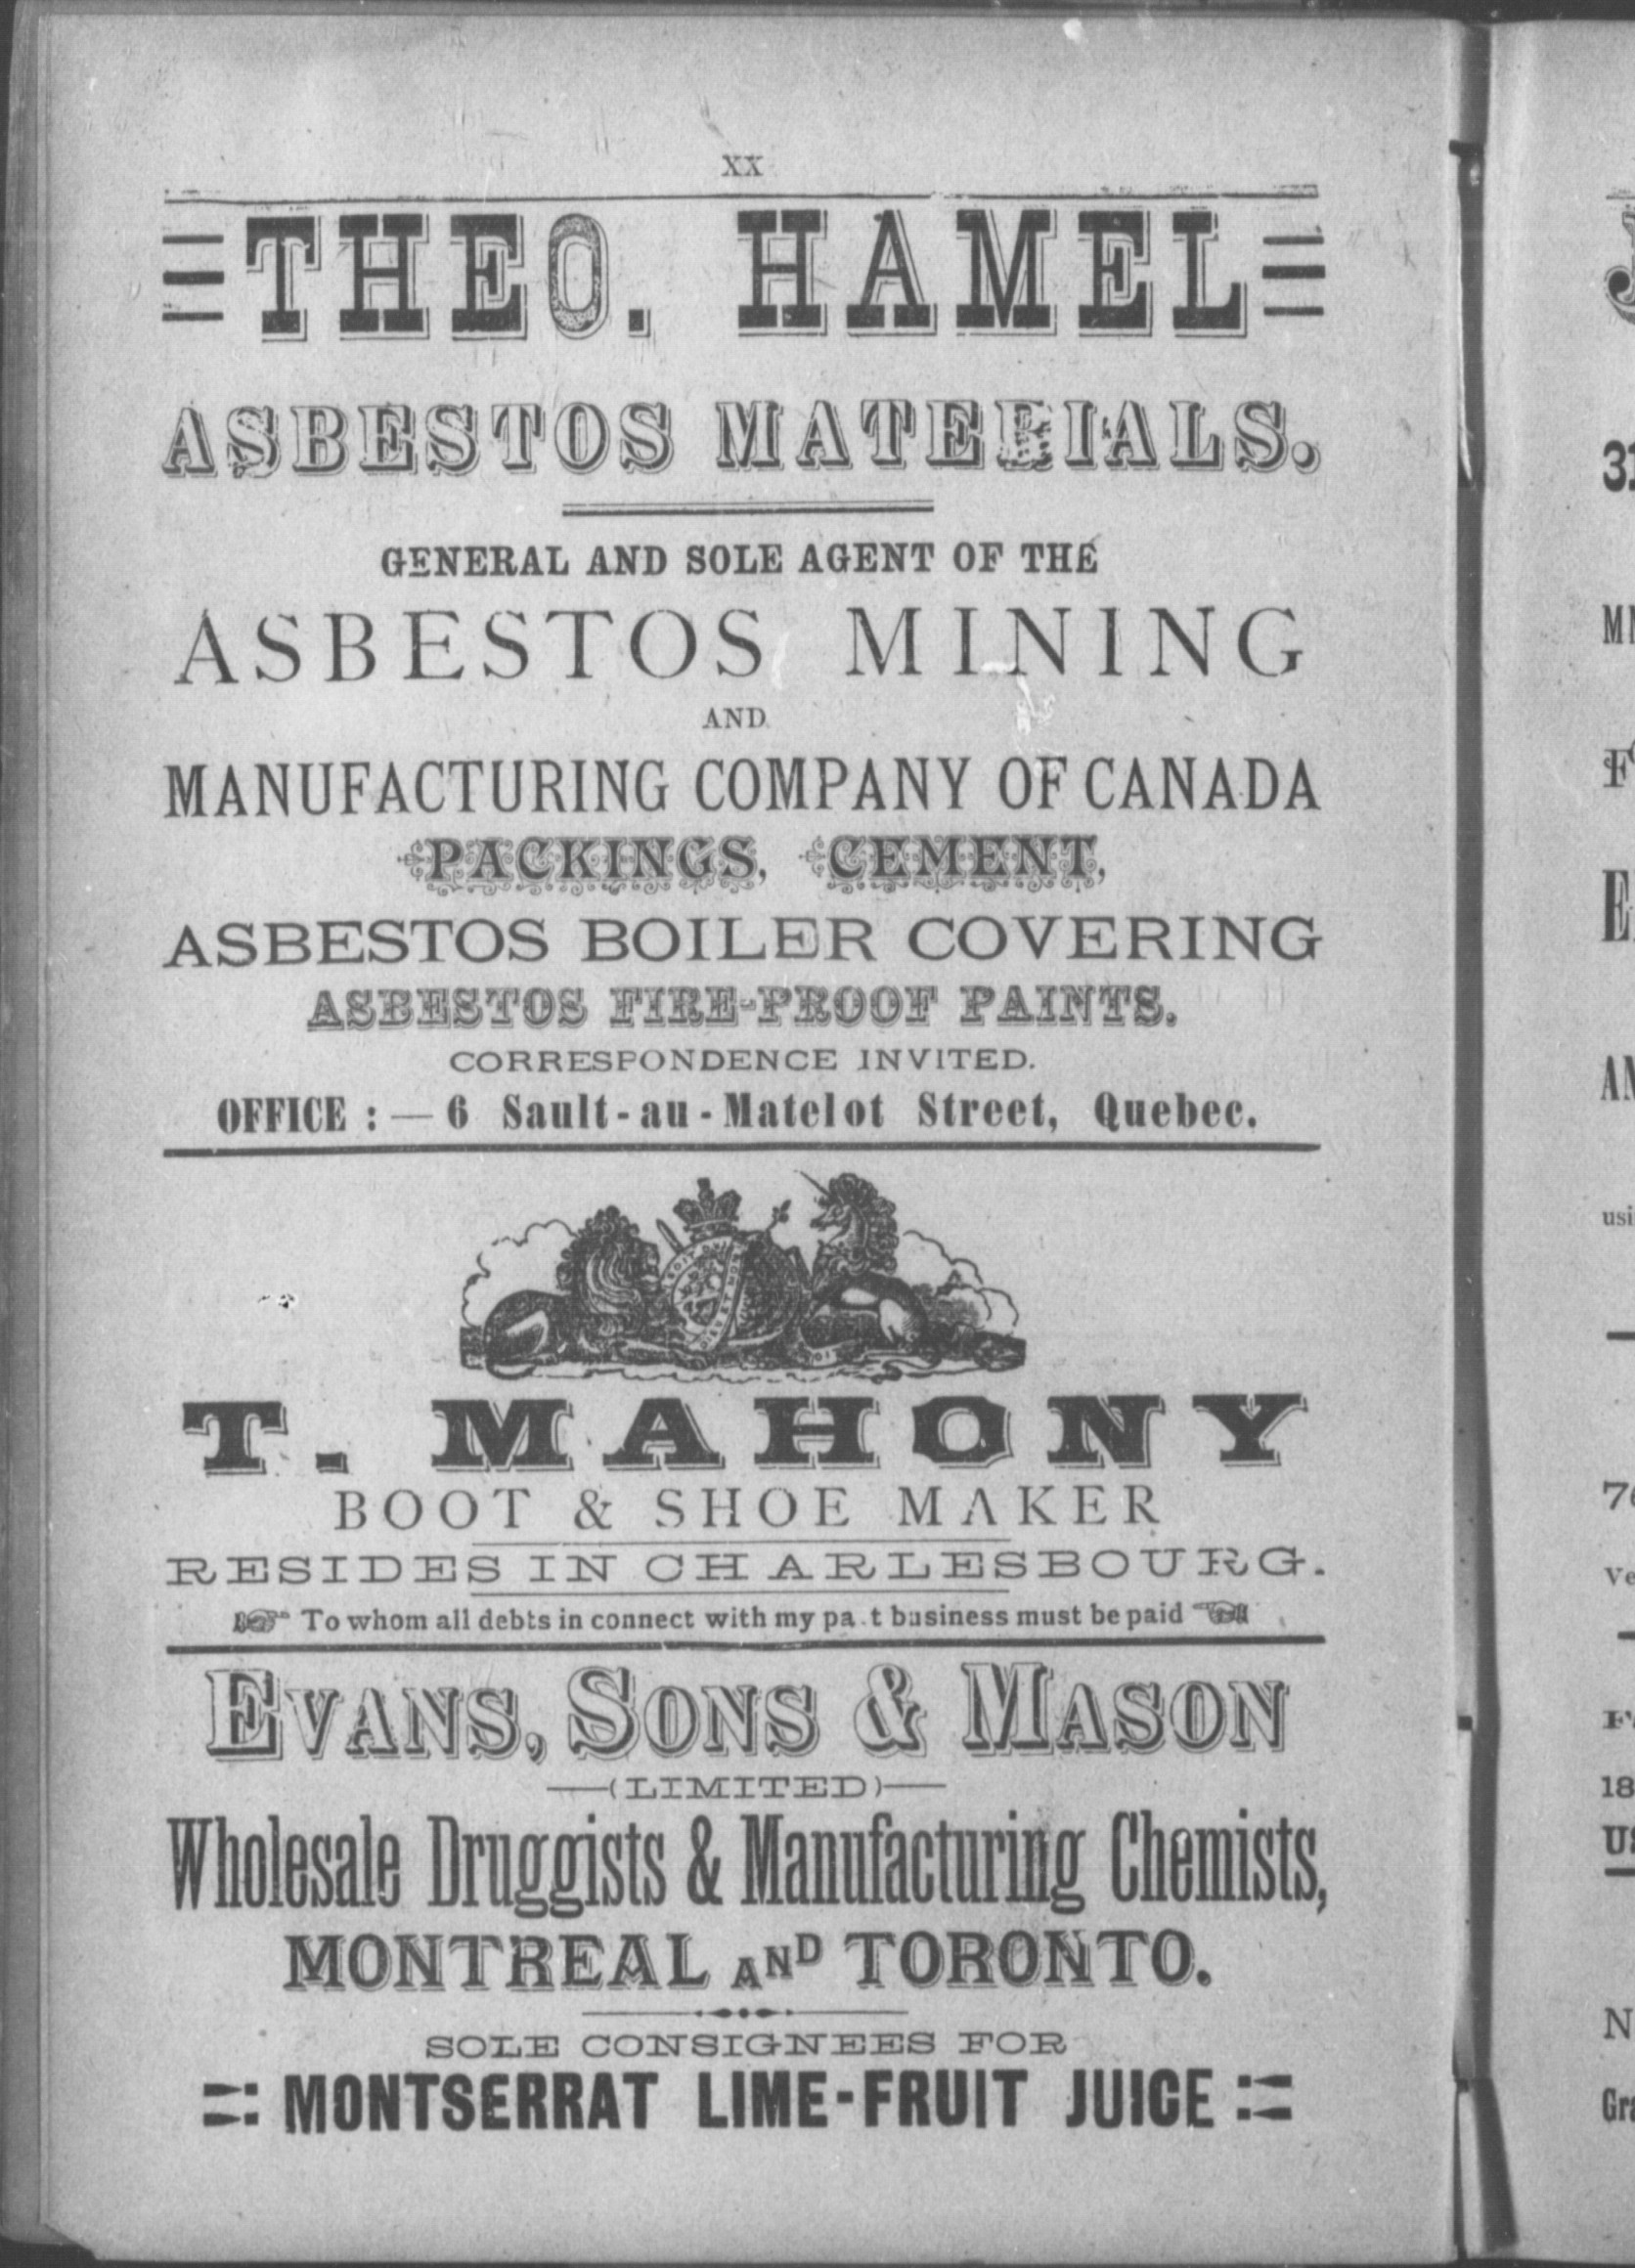 XX
THEO. HAMEL
ASBESTOS MATERIALS.
GENERAL AND SOLE AGENT OF THE
ASBESTOS MINING
AND
MANUFACTURING COMPANY OF CANADA
PACKINGS, CEMENT,
ASBESTOS BOILER COVERING
ASBESTOS FIRE-PROOF PAINTS.
CORRESPONDENCE INVITED.
OFFICE : — 6 Sault-au-Matelot Street, Quebec.
T. MAHONY
BOOT & SHOE MAKER
RESIDES IN CHARLESBOURG.
To whom all debts in connect with my pa.t business must be paid
EVANS, SONS & MASON
—(LIMITED)—
Wholesale Druggists & Manufacturing Chemists,
MONTREAL AND TORONTO.
SOLE CONSIGNEES FOR
MONTSERRAT LIME-FRUIT JUICE